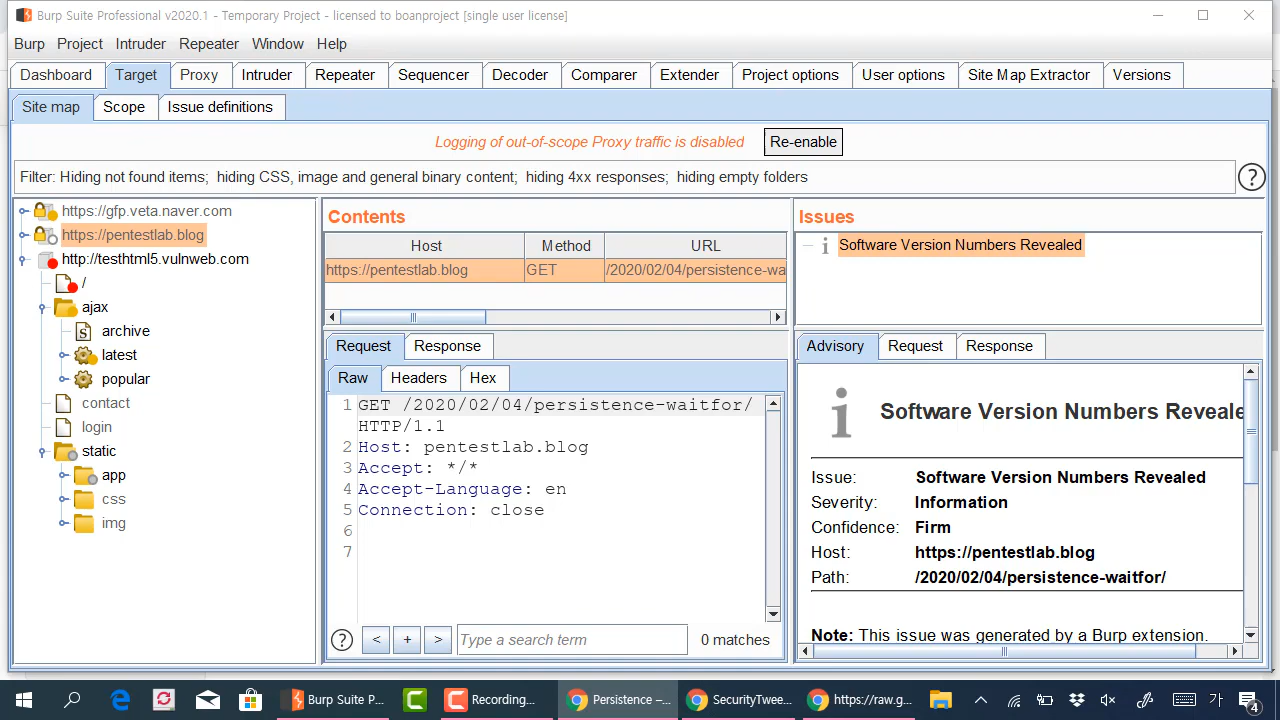 Burp Suite Professional v2020.1 - Temporary Project - licensed to boanproject [single user license]
Burp Project Intruder Repeater Window Help
Dashboard Target Proxy Intruder Repeater Sequencer Decoder Comparer Extender Project options User options Site Map Extractor Versions
Site map Scope Issue definitions
Logging of out-of-scope Proxy traffic is disabled Re-enable
Filter: Hiding not found items; hiding CSS, image and general binary content; hiding 4xx responses; hiding empty folders
https://gfp.veta.naver.com
https://pentestlab.blog
http://testhtml5.vulnweb.com
/
ajax
archive
latest
popular
contact
login
static
app
css
img
Contents
Host Method URL
https://pentestlab.blog GET /2020/02/04/persistence-wa
Request Response
Raw Headers Hex
1 GET /2020/02/04/persistence-waitfor/
HTTP/1.1
2 Host: pentestlab.blog
3 Accept: */*
4 Accept-Language: en
5 Connection: close
6
7
? < + > Type a search term 0 matches
Issues
i Software Version Numbers Revealed
Advisory Request Response
i Software Version Numbers Reveale
Issue: Software Version Numbers Revealed
Severity: Information
Confidence: Firm
Host: https://pentestlab.blog
Path: /2020/02/04/persistence-waitfor/
Note: This issue was generated by a Burp extension.
Burp Suite P... Recording... Persistence –... SecurityTwee... https://raw.g... 가 4